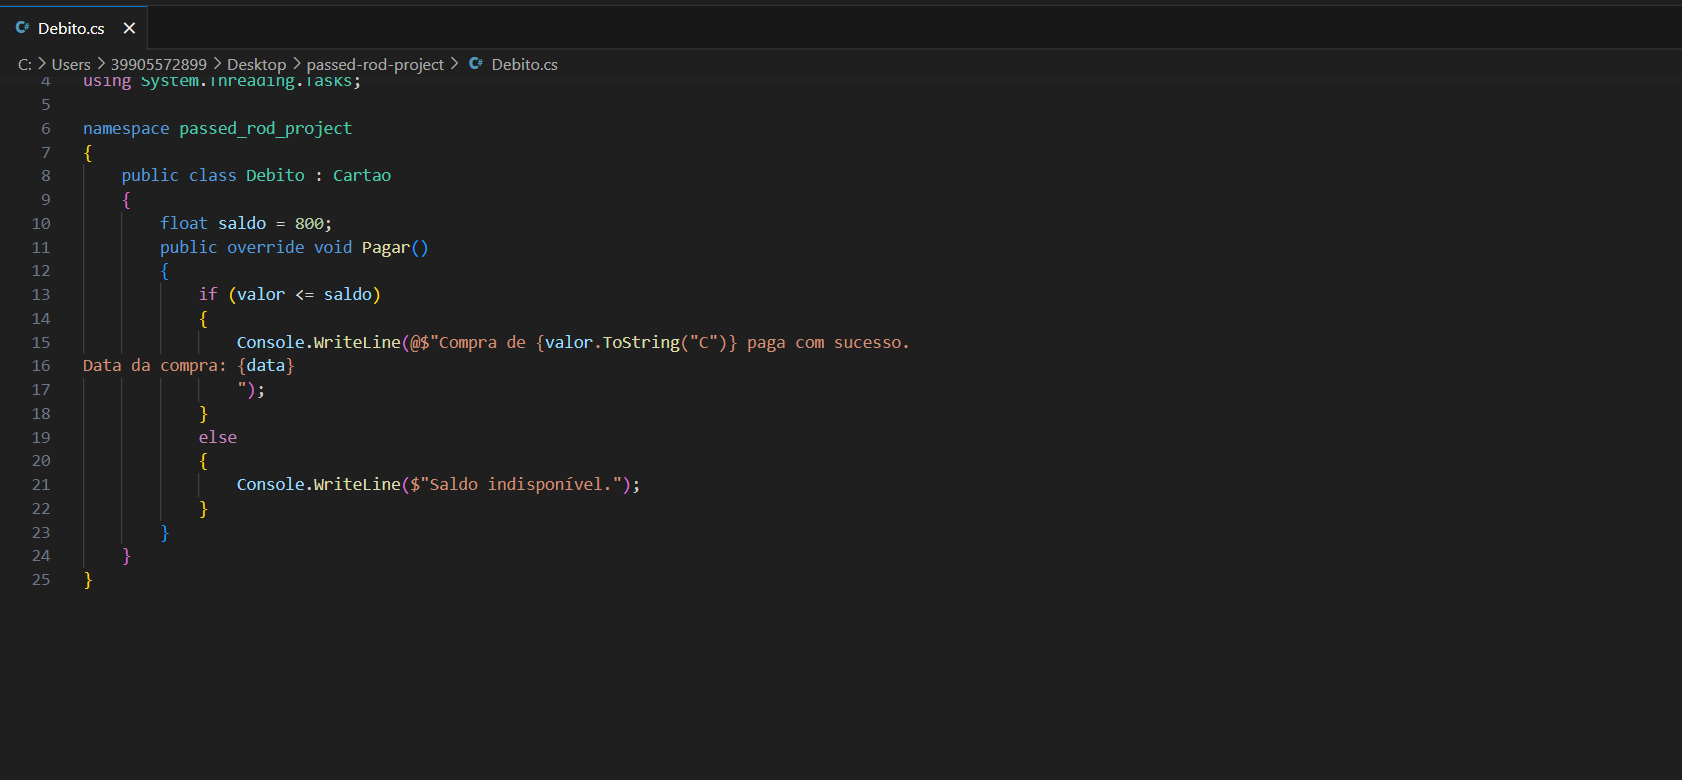 Debito.cs
C: > Users > 39905572899 > Desktop > passed-rod-project > Debito.cs
4 using System.Threading.Tasks;
5
6 namespace passed_rod_project
7 {
8 public class Debito : Cartao
9 {
10 float saldo = 800;
11 public override void Pagar()
12 {
13 if (valor <= saldo)
14 {
15 Console.WriteLine(@$"Compra de {valor.ToString("C")} paga com sucesso.
16 Data da compra: {data}
17 ");
18 }
19 else
20 {
21 Console.WriteLine($"Saldo indisponível.");
22 }
23 }
24 }
25 }